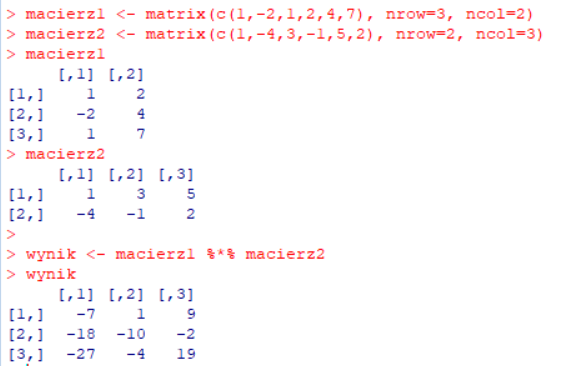 > macierz1 <- matrix(c(1,-2,1,2,4,7), nrow=3, ncol=2)
> macierz2 <- matrix(c(1,-4,3,-1,5,2), nrow=2, ncol=3)
> macierz1
     [,1] [,2]
[1,]    1    2
[2,]   -2    4
[3,]    1    7
> macierz2
     [,1] [,2] [,3]
[1,]    1    3    5
[2,]   -4   -1    2
>
> wynik <- macierz1 %*% macierz2
> wynik
     [,1] [,2] [,3]
[1,]   -7    1    9
[2,]  -18  -10   -2
[3,]  -27   -4   19